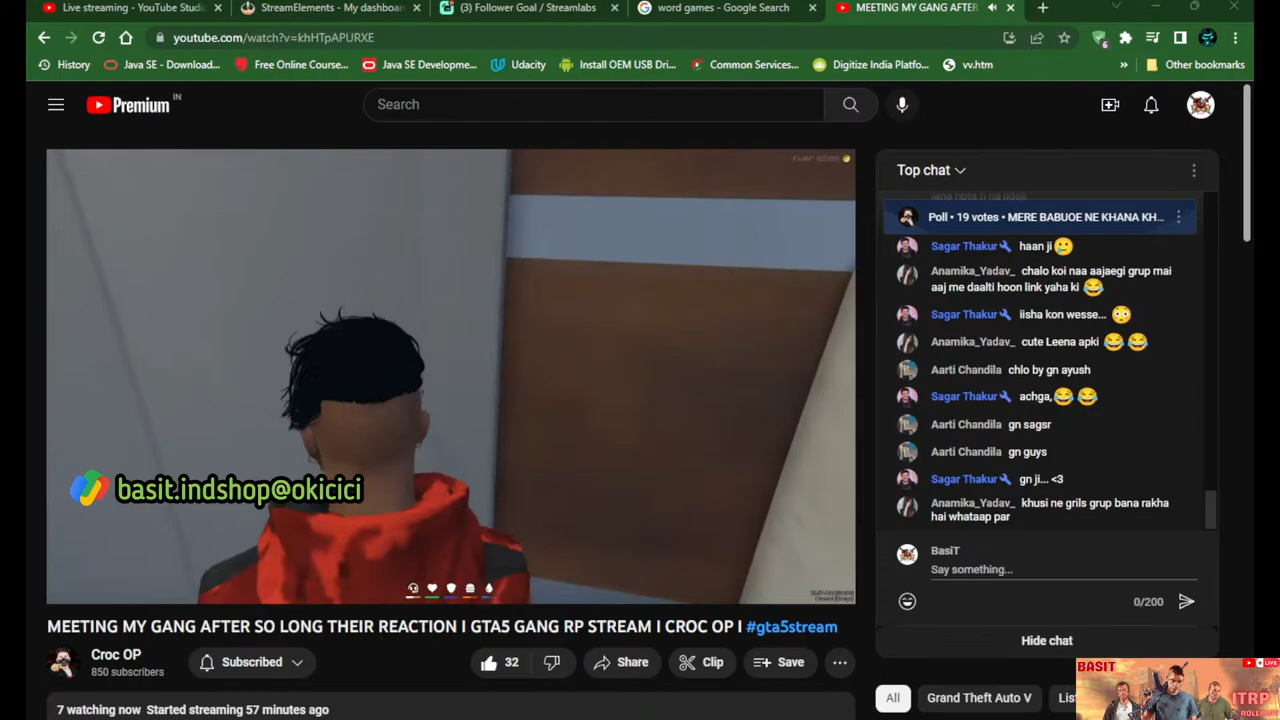 Live streaming - YouTube Studi
StreamElements - My dashboar
(3) Follower Goal / Streamlabs
word games - Google Search
MEETING MY GANG AFTER
youtube.com/watch?v=khHTpAPURXE
6
History
Java SE - Download...
Free Online Course...
Java SE Developme...
Udacity
Install OEM USB Driv...
Common Services...
Digitize India Platfo...
vv.htm
»
Other bookmarks
Premium IN
Search
Top chat
Poll • 19 votes • MERE BABUOE NE KHANA KH...
Sagar Thakur haan ji
Anamika_Yadav_ chalo koi naa aajaegi grup mai
aaj me daalti hoon link yaha ki
Sagar Thakur iisha kon wesse...
Anamika_Yadav_ cute Leena apki
Aarti Chandila chlo by gn ayush
Sagar Thakur achga,
Aarti Chandila gn sagsr
Aarti Chandila gn guys
Sagar Thakur gn ji... <3
Anamika_Yadav_ khusi ne grils grup bana rakha
hai whataap par
BasiT
Say something...
0/200
Hide chat
basit.indshop@okicici
MEETING MY GANG AFTER SO LONG THEIR REACTION I GTA5 GANG RP STREAM I CROC OP I #gta5stream
Croc OP
850 subscribers
Subscribed
32
Share
Clip
Save
7 watching now Started streaming 57 minutes ago
All
Grand Theft Auto V
BASIT
LIVE
ITRP
ROLEPLAY